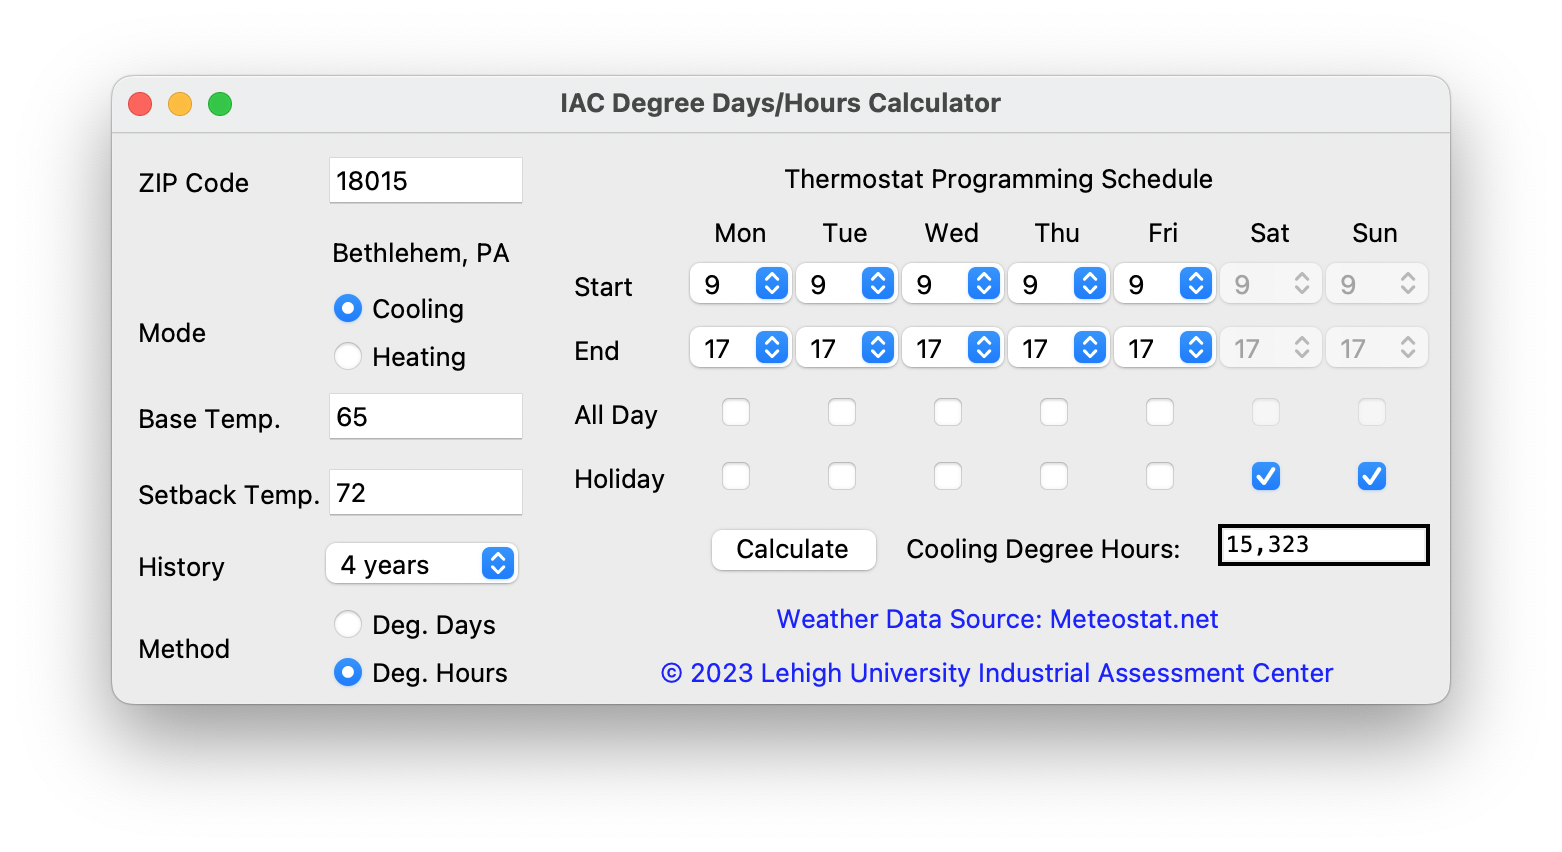 IAC Degree Days/Hours Calculator
ZIP Code 18015
Bethlehem, PA
Mode
Cooling
Heating
Base Temp. 65
Setback Temp. 72
History 4 years
Method
Deg. Days
Deg. Hours
Thermostat Programming Schedule
Mon Tue Wed Thu Fri Sat Sun
Start 9 9 9 9 9 9 9
End 17 17 17 17 17 17 17
All Day
Holiday
Calculate Cooling Degree Hours: 15,323
Weather Data Source: Meteostat.net
© 2023 Lehigh University Industrial Assessment Center